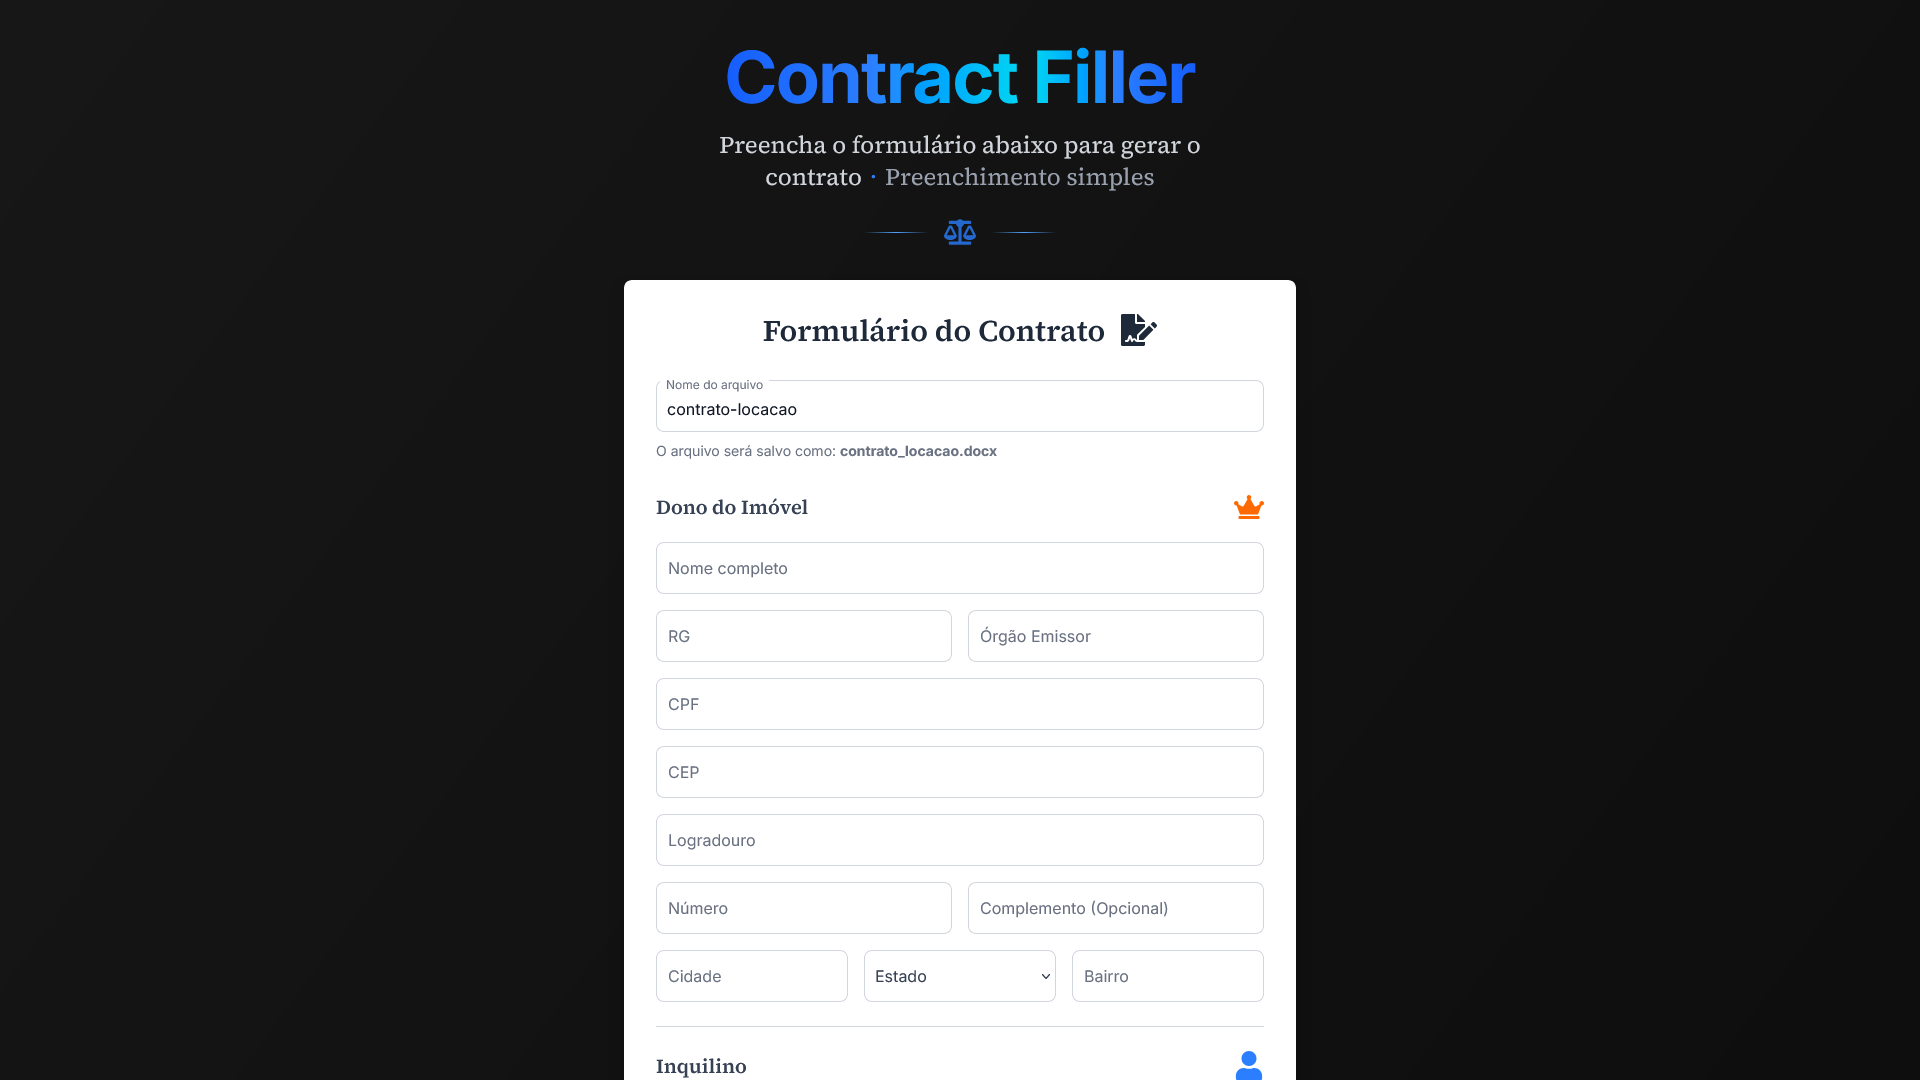 Contract Filler
Preencha o formulário abaixo para gerar o
contrato · Preenchimento simples
Formulário do Contrato
Nome do arquivo
contrato-locacao
O arquivo será salvo como: contrato_locacao.docx
Dono do Imóvel
Nome completo
RG
Órgão Emissor
CPF
CEP
Logradouro
Número
Complemento (Opcional)
Cidade
Estado
Bairro
Inquilino